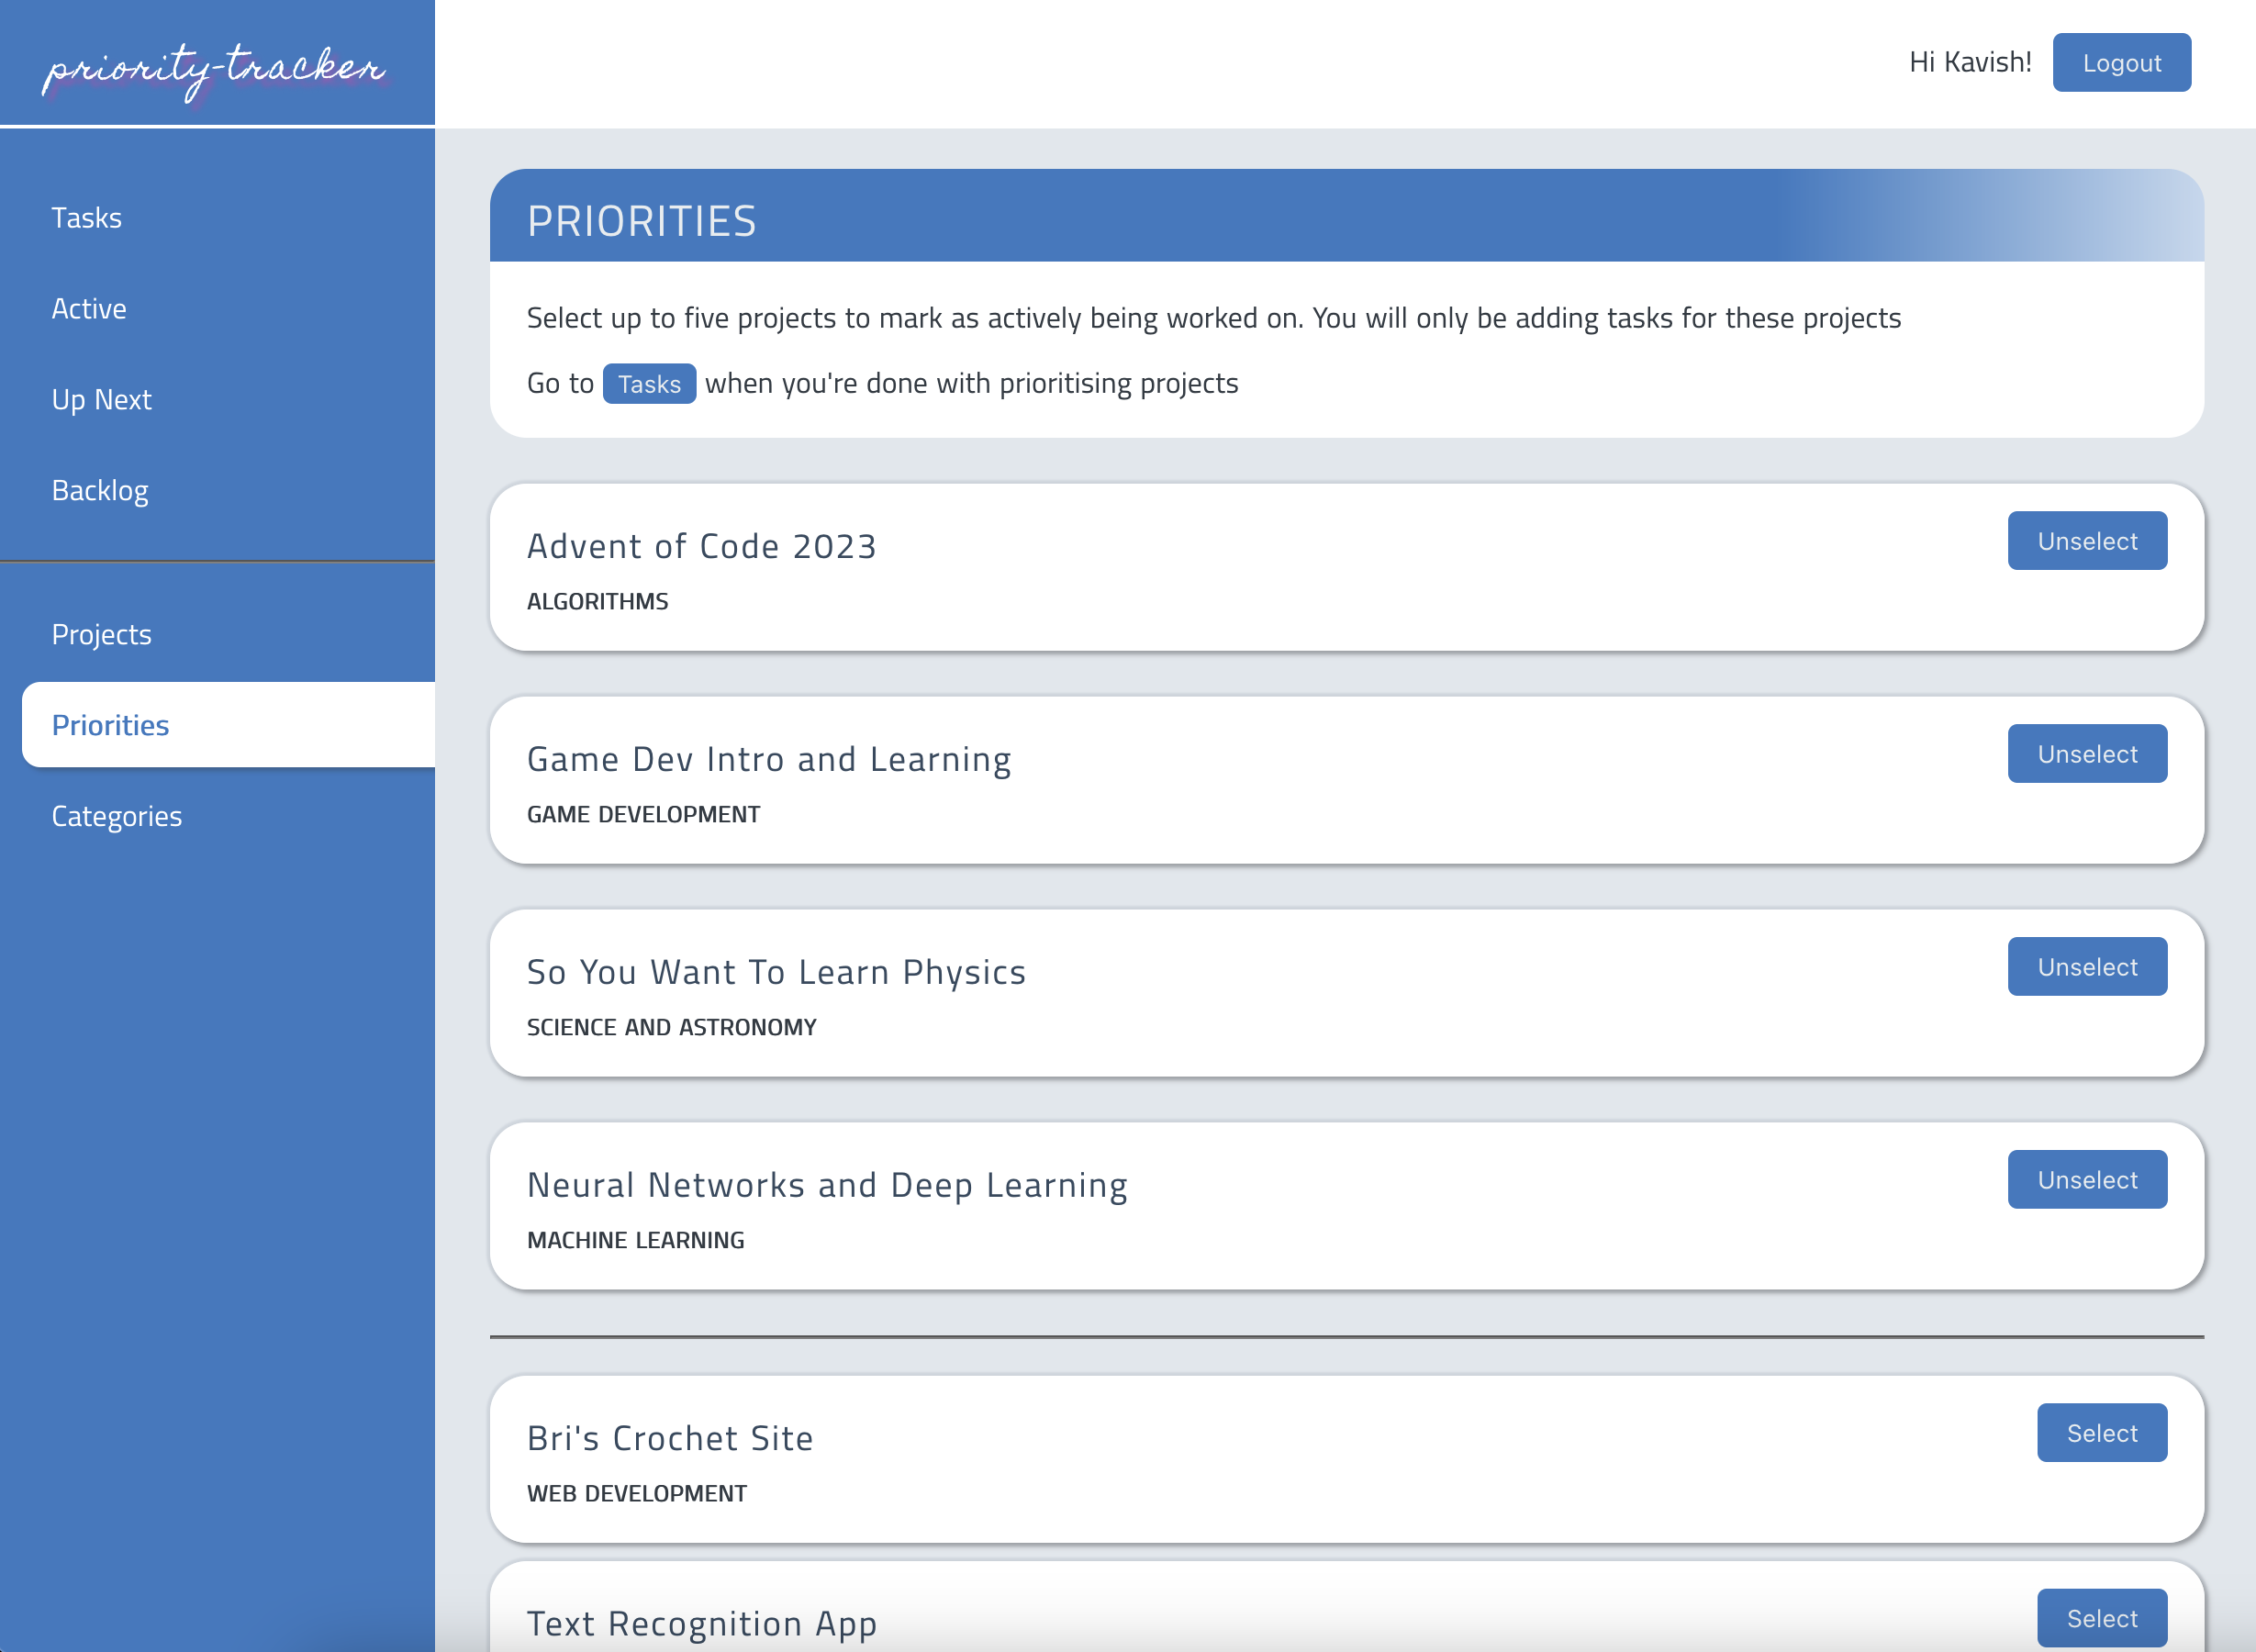 priority-tracker
Hi Kavish!
Logout
Tasks
Active
Up Next
Backlog
Projects
Priorities
Categories
PRIORITIES
Select up to five projects to mark as actively being worked on. You will only be adding tasks for these projects
Go to Tasks when you're done with prioritising projects
Advent of Code 2023
Unselect
ALGORITHMS
Game Dev Intro and Learning
Unselect
GAME DEVELOPMENT
So You Want To Learn Physics
Unselect
SCIENCE AND ASTRONOMY
Neural Networks and Deep Learning
Unselect
MACHINE LEARNING
Bri's Crochet Site
Select
WEB DEVELOPMENT
Text Recognition App
Select